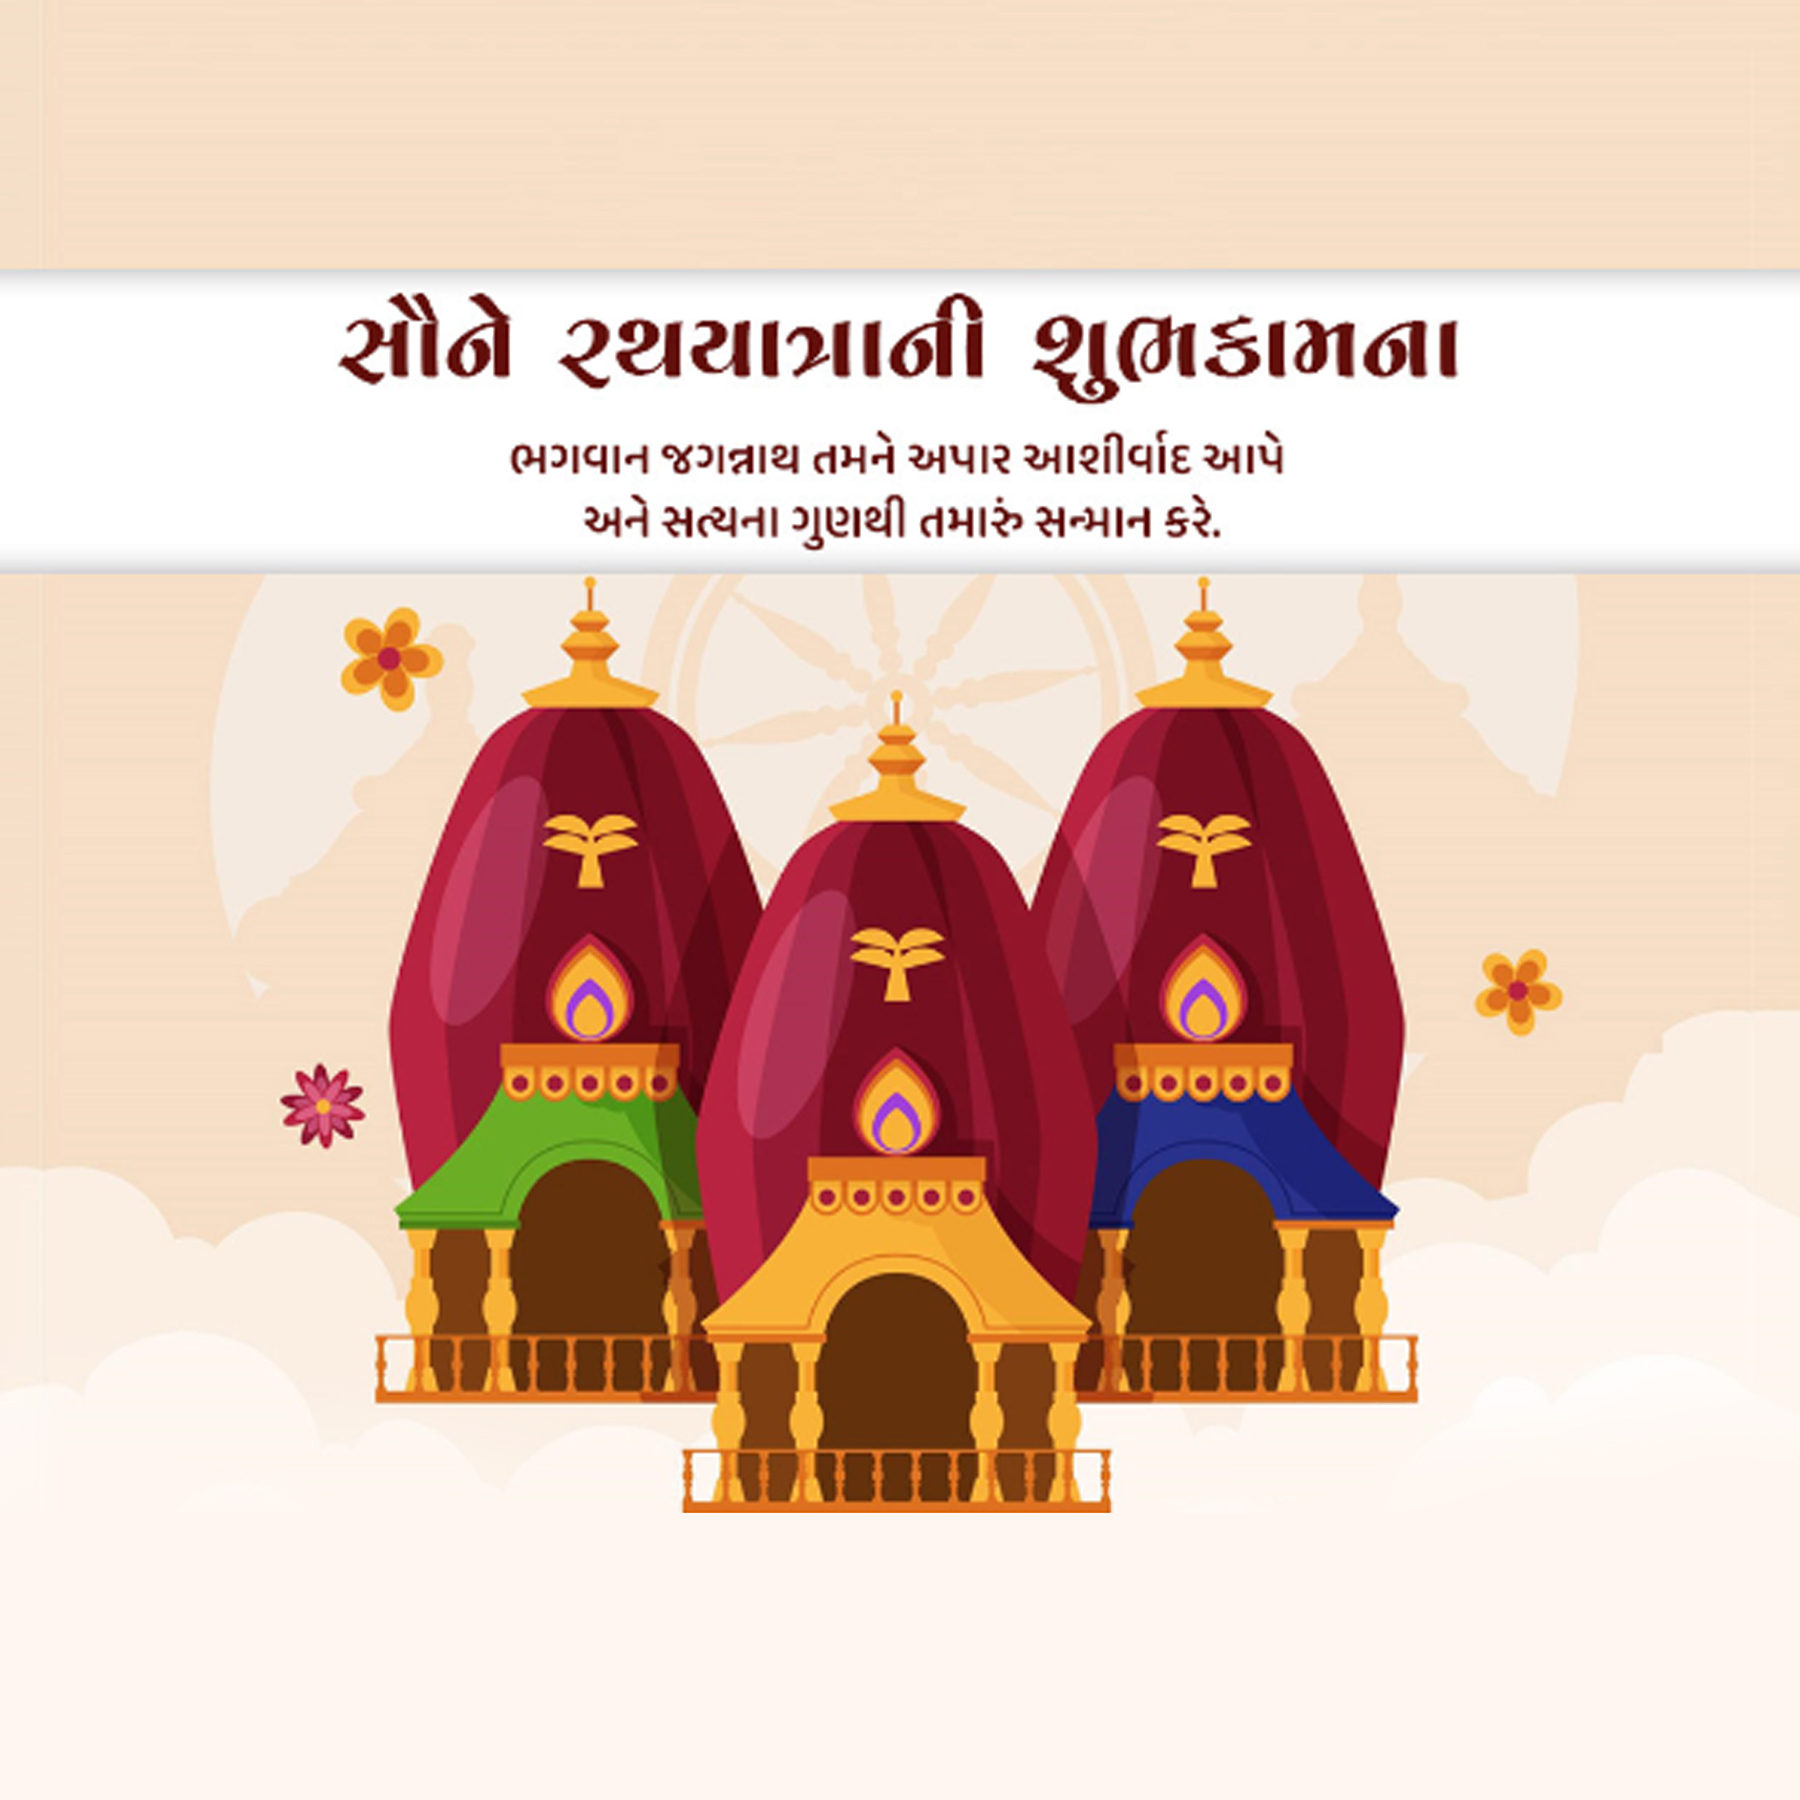 સૌને રથયાત્રાની શુભકામના
ભગવાન જગન્નાથ તમને અપાર આશીર્વાદ આપે
અને સત્યના ગુણથી તમારું સન્માન કરે.